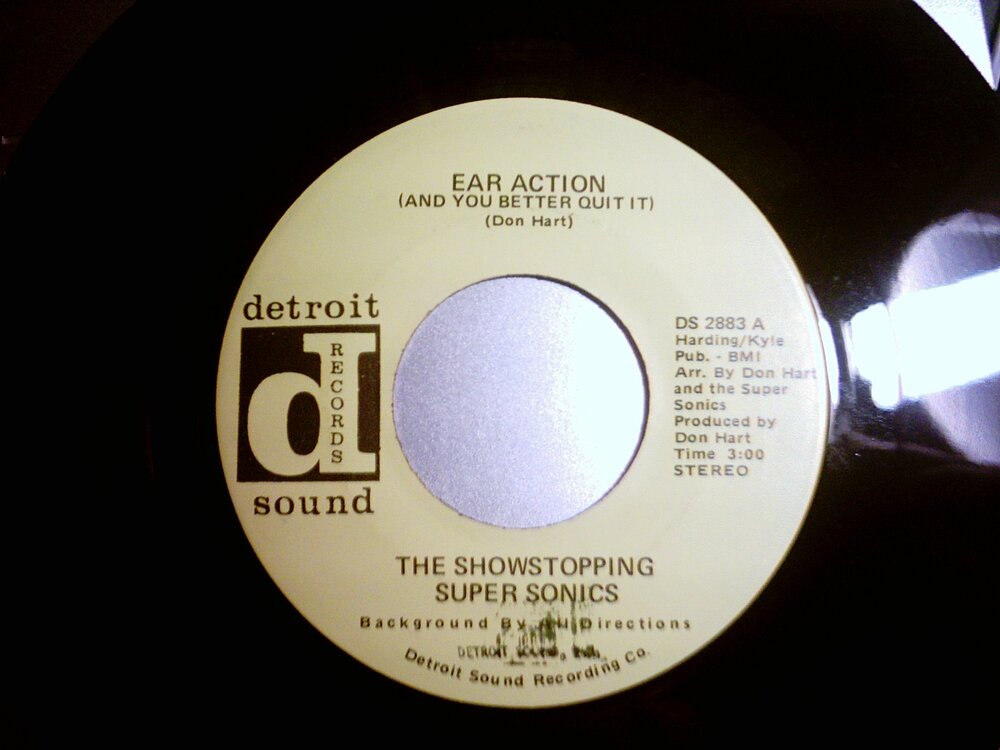 EAR ACTION
(AND YOU BETTER QUIT IT)
(Don Hart)
detroit
RECORDS
d
sound
DS 2883 A
Harding/Kyle
Pub. - BMI
Arr. By Don Hart
and the Super
Sonics
Produced by
Don Hart
Time 3:00
STEREO
THE SHOWSTOPPING
SUPER SONICS
Background By All Directions
DETROIT
Detroit Sound Recording Co.